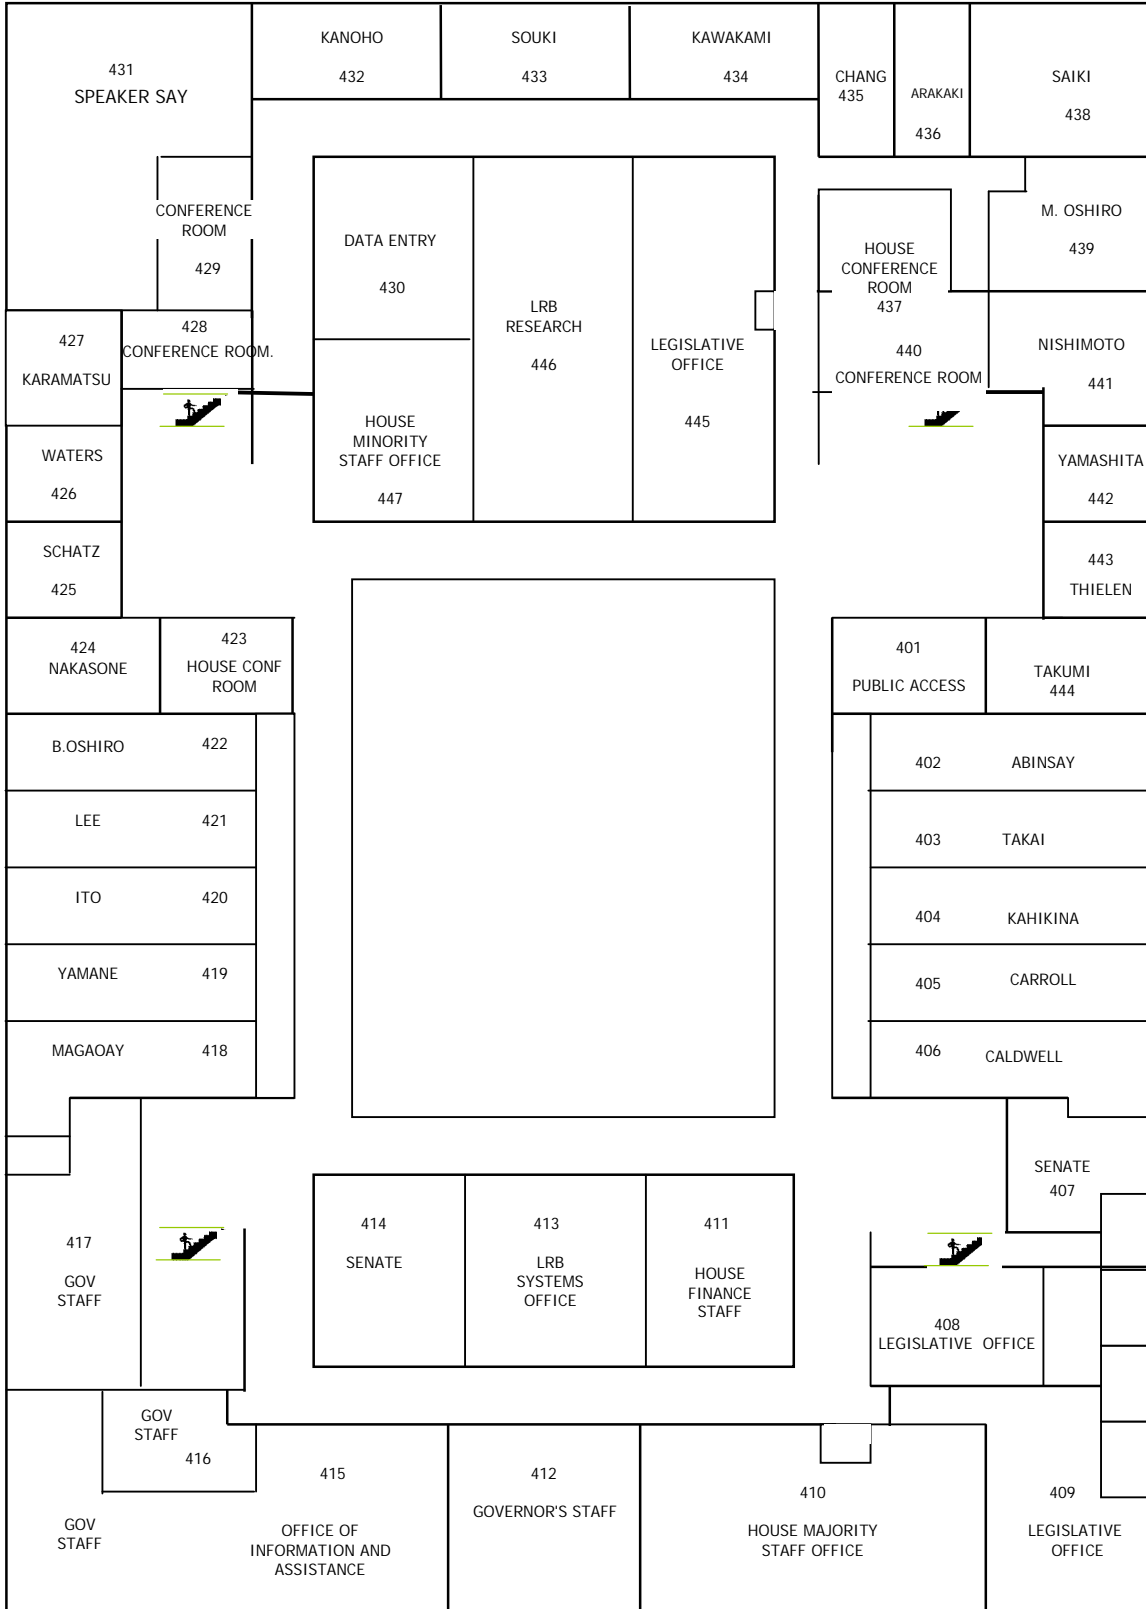 431
SPEAKER SAY
KANOHO
432
SOUKI
433
KAWAKAMI
434
CHANG
435
ARAKAKI
436
SAIKI
438
CONFERENCE
ROOM
429
DATA ENTRY
430
LRB
RESEARCH
446
LEGISLATIVE
OFFICE
445
HOUSE
CONFERENCE
ROOM
437
M. OSHIRO
439
427
KARAMATSU
428
CONFERENCE ROOM.
HOUSE
MINORITY
STAFF OFFICE
447
440
CONFERENCE ROOM
NISHIMOTO
441
WATERS
426
YAMASHITA
442
SCHATZ
425
443
THIELEN
424
NAKASONE
423
HOUSE CONF
ROOM
401
PUBLIC ACCESS
TAKUMI
444
B.OSHIRO 422
402 ABINSAY
LEE 421
403 TAKAI
ITO 420
404 KAHIKINA
YAMANE 419
405 CARROLL
MAGAOAY 418
406 CALDWELL
SENATE
407
417
GOV
STAFF
414
SENATE
413
LRB
SYSTEMS
OFFICE
411
HOUSE
FINANCE
STAFF
408
LEGISLATIVE OFFICE
GOV
STAFF
416
GOV
STAFF
415
OFFICE OF
INFORMATION AND
ASSISTANCE
412
GOVERNOR'S STAFF
410
HOUSE MAJORITY
STAFF OFFICE
409
LEGISLATIVE
OFFICE